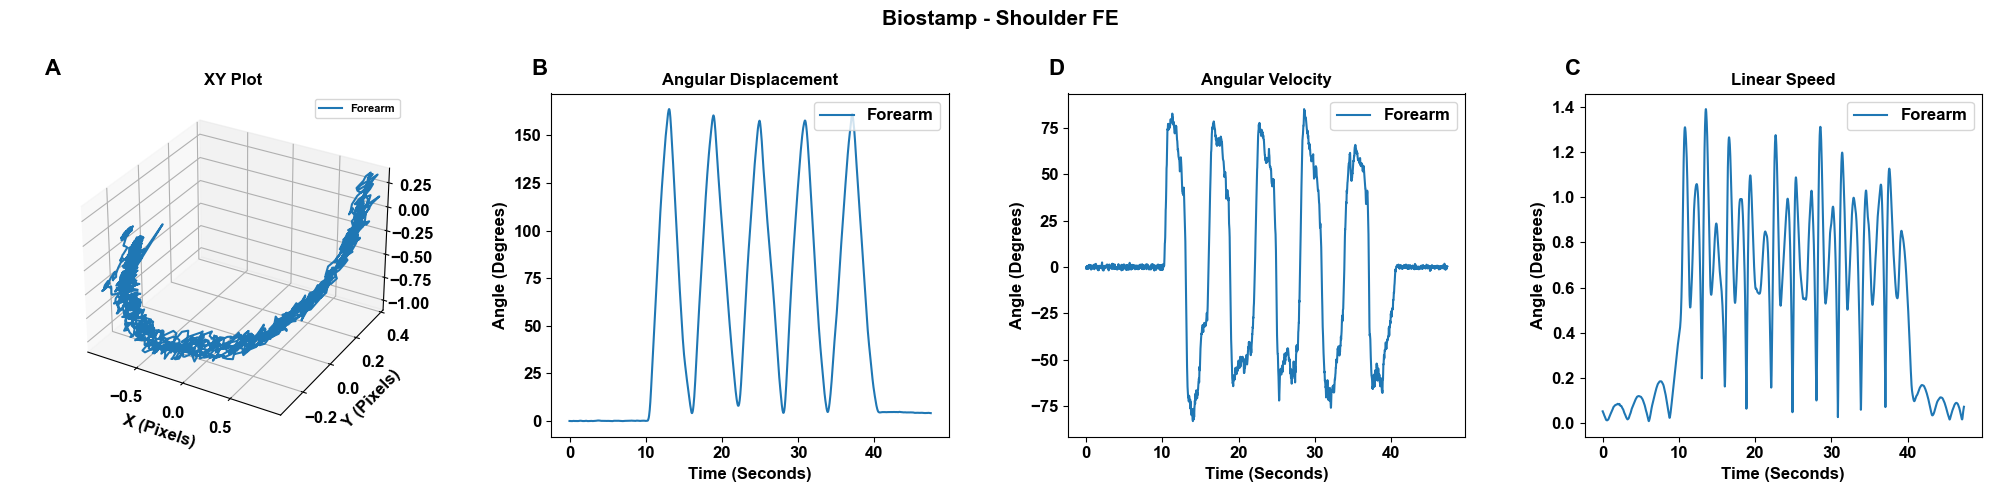 Biostamp - Shoulder FE
A
XY Plot
Forearm
0.25
0.00
−0.25
−0.50
−0.75
−1.00
0.4
0.2
0.0
−0.2
Y (Pixels)
−0.5
0.0
0.5
X (Pixels)
B
Angular Displacement
Forearm
150
125
100
75
50
25
0
Angle (Degrees)
0 10 20 30 40
Time (Seconds)
D
Angular Velocity
Forearm
75
50
25
0
−25
−50
−75
Angle (Degrees)
0 10 20 30 40
Time (Seconds)
C
Linear Speed
Forearm
1.4
1.2
1.0
0.8
0.6
0.4
0.2
0.0
Angle (Degrees)
0 10 20 30 40
Time (Seconds)